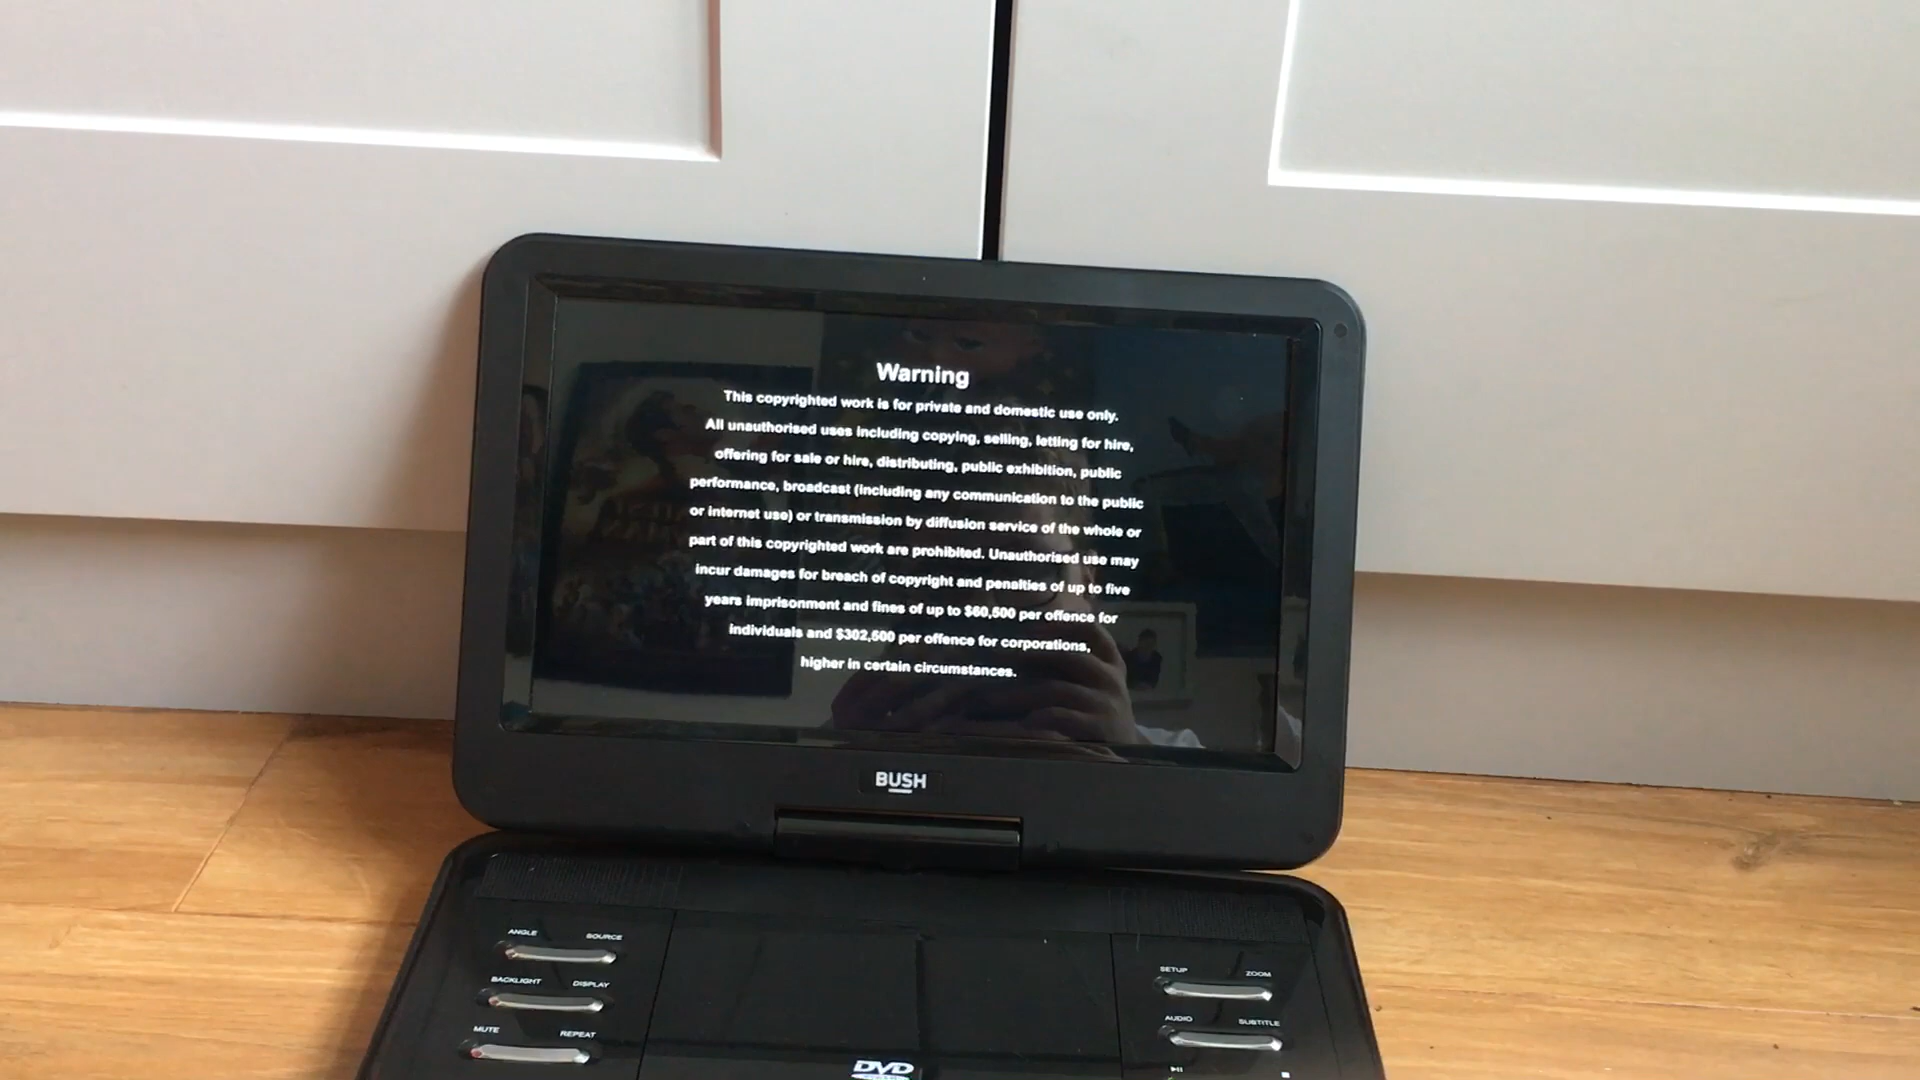 Warning
This copyrighted work is for private and domestic use only.
All unauthorised uses including copying, selling, letting for hire,
offering for sale or hire, distributing, public exhibition, public
performance, broadcast (including any communication to the public
or internet use) or transmission by diffusion service of the whole or
part of this copyrighted work are prohibited. Unauthorised use may
incur damages for breach of copyright and penalties of up to five
years imprisonment and fines of up to $60,500 per offence for
individuals and $302,500 per offence for corporations,
higher in certain circumstances.
BUSH
ANGLE SOURCE
BACKLIGHT DISPLAY
MUTE REPEAT
SETUP ZOOM
AUDIO SUBTITLE
DVD